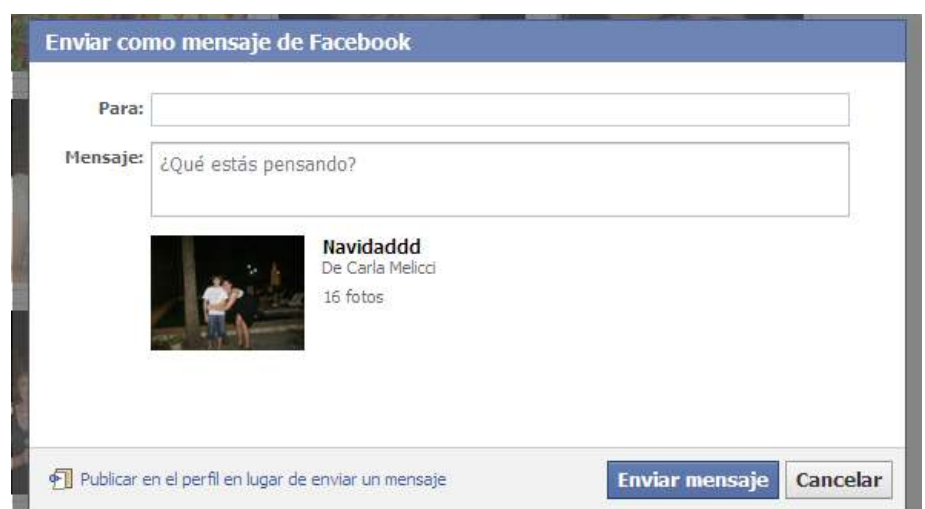 Enviar como mensaje de Facebook
Para:
Mensaje: ¿Qué estás pensando?
Navidaddd
De Carla Melicci
16 fotos
Publicar en el perfil en lugar de enviar un mensaje
Enviar mensaje Cancelar